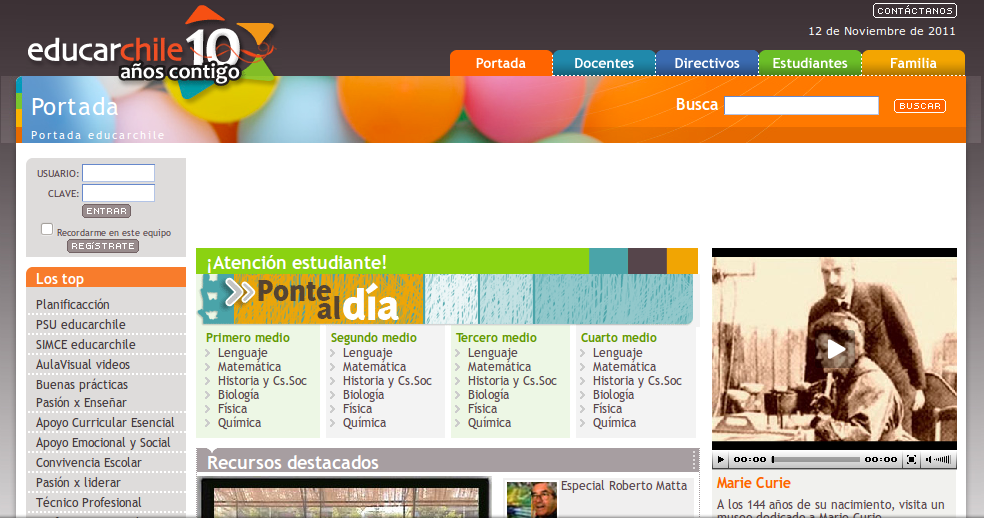 CONTÁCTANOS
12 de Noviembre de 2011
educarchile 10
años contigo
Portada
Docentes
Directivos
Estudiantes
Familia
Portada
Portada educarchile
Busca
BUSCAR
USUARIO:
CLAVE:
ENTRAR
Recordarme en este equipo
REGÍSTRATE
Los top
Planificacción
PSU educarchile
SIMCE educarchile
AulaVisual videos
Buenas prácticas
Pasión x Enseñar
Apoyo Curricular Esencial
Apoyo Emocional y Social
Convivencia Escolar
Pasión x liderar
Técnico Profesional
¡Atención estudiante!
Ponte
al día
Primero medio
Lenguaje
Matemática
Historia y Cs.Soc
Biología
Física
Química
Segundo medio
Lenguaje
Matemática
Historia y Cs.Soc
Biología
Física
Química
Tercero medio
Lenguaje
Matemática
Historia y Cs.Soc
Biología
Física
Química
Cuarto medio
Lenguaje
Matemática
Historia y Cs.Soc
Biología
Física
Química
Recursos destacados
Especial Roberto Matta
00:00 00:00
Marie Curie
A los 144 años de su nacimiento, visita un
museo dedicado a Marie Curie